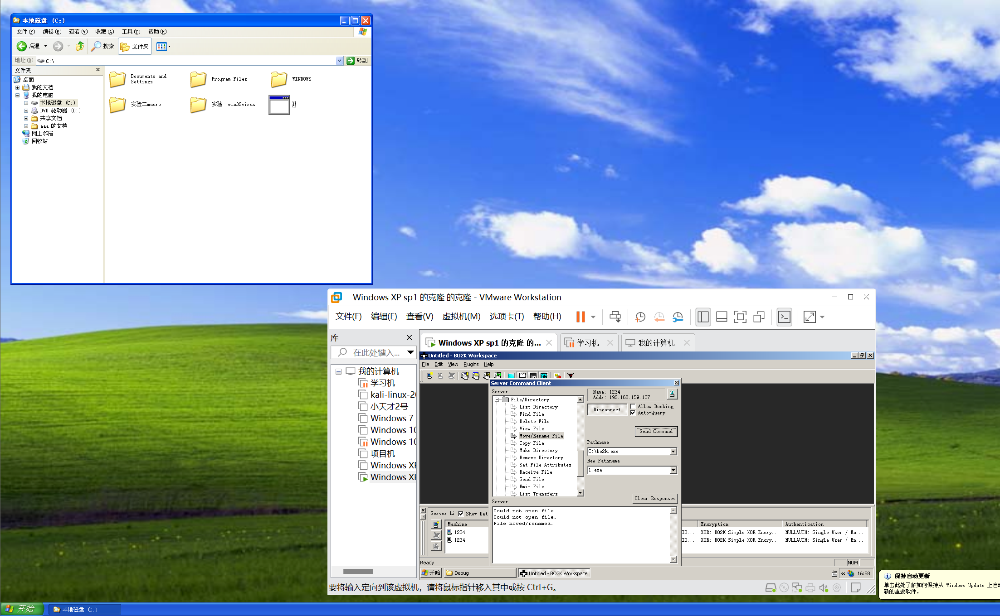 本地磁盘 (C:)
文件(F) 编辑(E) 查看(V) 收藏(A) 工具(T) 帮助(H)
后退 搜索 文件夹
地址(D) C:\ 转到
文件夹
桌面
我的文档
我的电脑
本地磁盘 (C:)
DVD 驱动器 (D:)
共享文档
aaa 的文档
网上邻居
回收站
Documents and Settings
Program Files
WINDOWS
实验二macro
实验一win32virus
1
Windows XP sp1 的克隆 的克隆 - VMware Workstation
文件(F) 编辑(E) 查看(V) 虚拟机(M) 选项卡(T) 帮助(H)
库
在此处键入...
我的计算机
学习机
kali-linux-20
小天才2号
Windows 7
Windows 10
Windows 10
项目机
Windows XP
Windows XP
Windows XP sp1 的克隆 的...
学习机
我的计算机
Untitled - BO2K Workspace
File Edit View Plugins Help
Server Command Client
Server
File/Directory
List Directory
Find File
Delete File
View File
Move/Rename File
Copy File
Make Directory
Remove Directory
Set File Attributes
Receive File
Send File
Emit File
List Transfers
Name: 1234
Addr: 192.168.159.137
Disconnect
Allow Docking
Auto-Query
Send Command
Pathname
C:\bo2k.exe
New Pathname
1.exe
Clear Responses
Server
Could not open file.
Could not open file.
File moved/renamed.
Server Li Show Det
Machine
1234
1234
Encryption Authentication
IO... XOR: BO2K Simple XOR Encry... NULLAUTH: Single User / En...
IO... XOR: BO2K Simple XOR Encry... NULLAUTH: Single User / En...
Ready
NUM
开始 Debug Untitled - BO2K Workspace 16:58
要将输入定向到该虚拟机，请将鼠标指针移入其中或按 Ctrl+G。
保持自动更新
单击此处了解如何保持从 Windows Update 上自动
新的重要软件。
开始 本地磁盘 (C:)